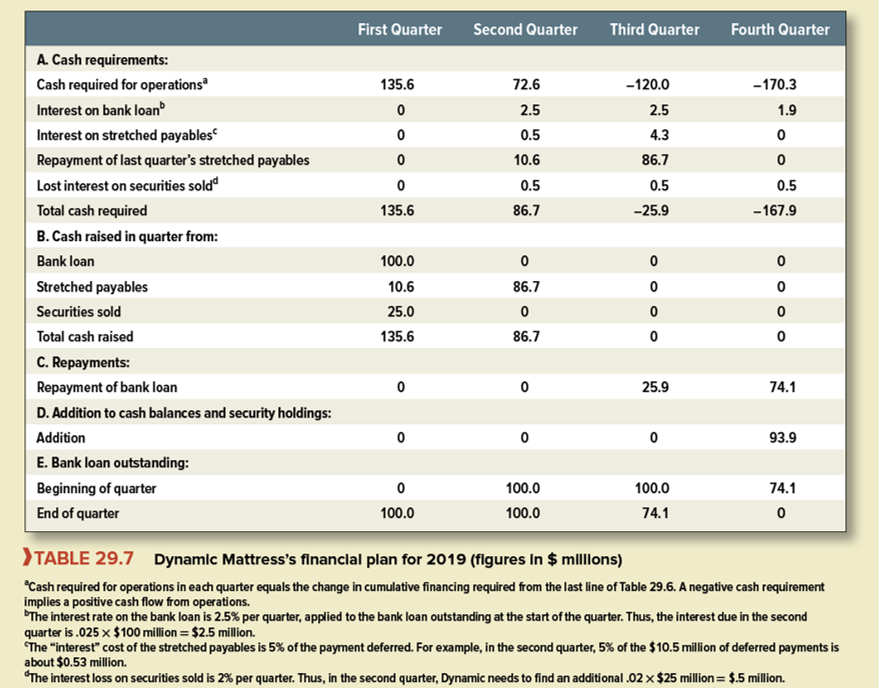 First Quarter Second Quarter Third Quarter Fourth Quarter
A. Cash requirements:
Cash required for operationsᵃ 135.6 72.6 −120.0 −170.3
Interest on bank loanᵇ 0 2.5 2.5 1.9
Interest on stretched payablesᶜ 0 0.5 4.3 0
Repayment of last quarter's stretched payables 0 10.6 86.7 0
Lost interest on securities soldᵈ 0 0.5 0.5 0.5
Total cash required 135.6 86.7 −25.9 −167.9
B. Cash raised in quarter from:
Bank loan 100.0 0 0 0
Stretched payables 10.6 86.7 0 0
Securities sold 25.0 0 0 0
Total cash raised 135.6 86.7 0 0
C. Repayments:
Repayment of bank loan 0 0 25.9 74.1
D. Addition to cash balances and security holdings:
Addition 0 0 0 93.9
E. Bank loan outstanding:
Beginning of quarter 0 100.0 100.0 74.1
End of quarter 100.0 100.0 74.1 0
❱TABLE 29.7 Dynamic Mattress's financial plan for 2019 (figures in $ millions)
ᵃCash required for operations in each quarter equals the change in cumulative financing required from the last line of Table 29.6. A negative cash requirement
implies a positive cash flow from operations.
ᵇThe interest rate on the bank loan is 2.5% per quarter, applied to the bank loan outstanding at the start of the quarter. Thus, the interest due in the second
quarter is .025 × $100 million = $2.5 million.
ᶜThe "interest" cost of the stretched payables is 5% of the payment deferred. For example, in the second quarter, 5% of the $10.5 million of deferred payments is
about $0.53 million.
ᵈThe interest loss on securities sold is 2% per quarter. Thus, in the second quarter, Dynamic needs to find an additional .02 × $25 million = $.5 million.